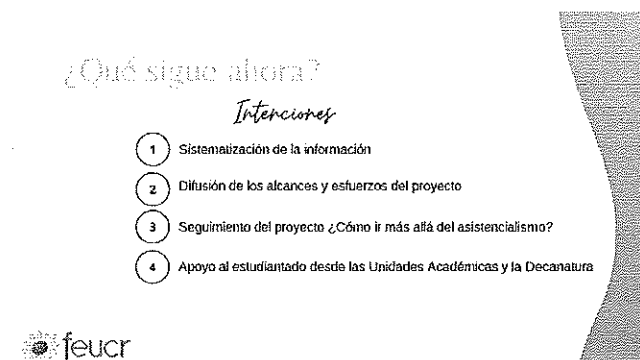 ¿Qué sigue ahora?
Intenciones
1 Sistematización de la información
2 Difusión de los alcances y esfuerzos del proyecto
3 Seguimiento del proyecto ¿Cómo ir más allá del asistencialismo?
4 Apoyo al estudiantado desde las Unidades Académicas y la Decanatura
feucr